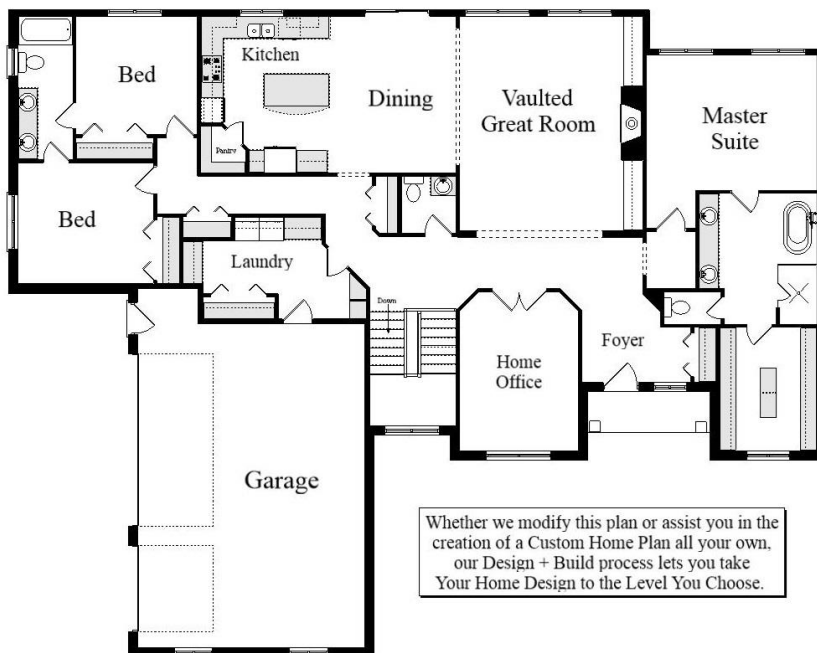 Bed
Kitchen
Dining
Vaulted
Great Room
Master
Suite
Pantry
Bed
Laundry
Down
Foyer
Home
Office
Garage
Whether we modify this plan or assist you in the
creation of a Custom Home Plan all your own,
our Design + Build process lets you take
Your Home Design to the Level You Choose.